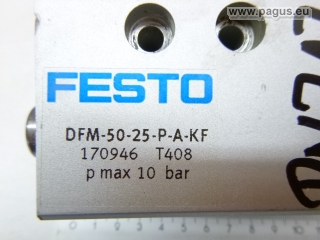 www.pagus.eu
FESTO
DFM-50-25-P-A-KF
170946 T408
p max 10 bar